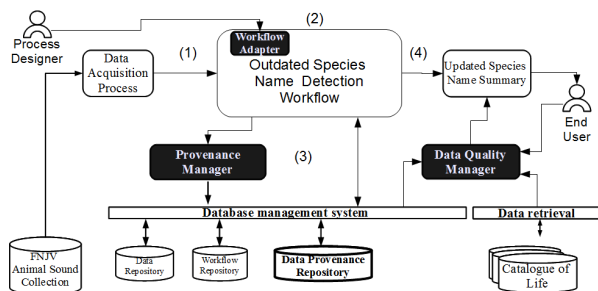 (2)
Process
Designer
Workflow
Adapter
(1)
(4)
Data
Acquisition
Process
Outdated Species
Name Detection
Workflow
Updated Species
Name Summary
End
User
Provenance
Manager
(3)
Data Quality
Manager
Database management system
Data retrieval
FNJV
Animal Sound
Collection
Data
Repository
Workflow
Repository
Data Provenance
Repository
Catalogue of
Life